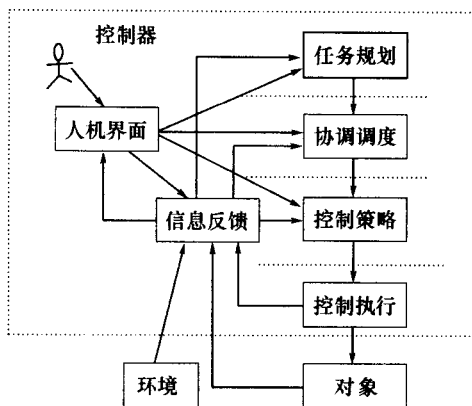 控制器
任务规划
人机界面
协调调度
信息反馈
控制策略
控制执行
环境
对象